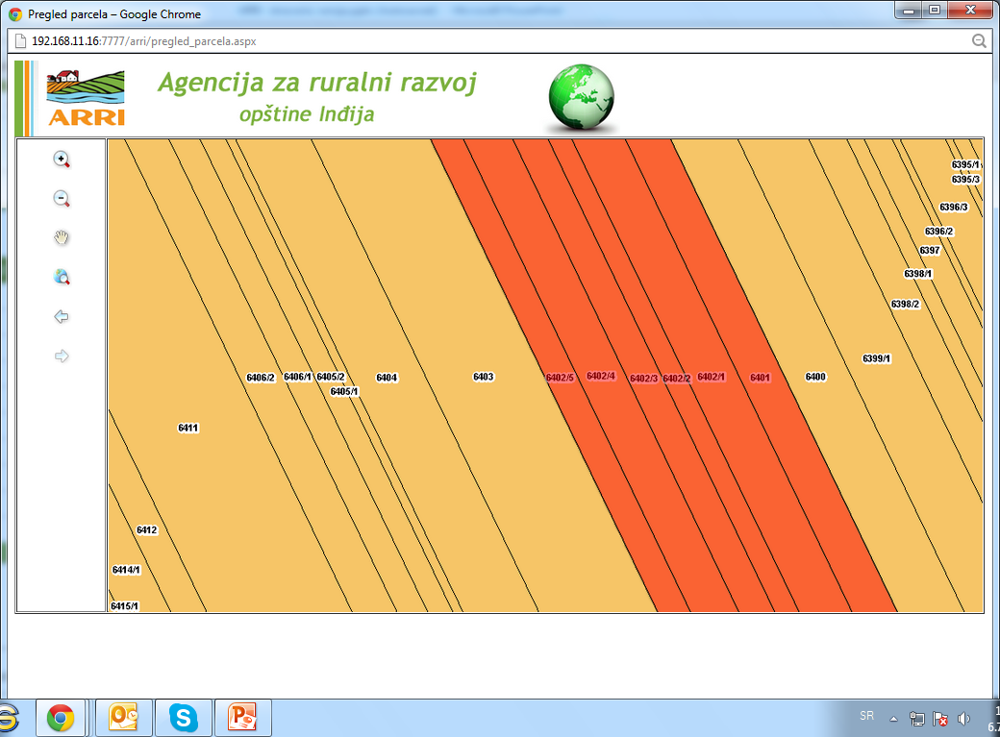 Pregled parcela – Google Chrome
192.168.11.16:7777/arri/pregled_parcela.aspx
ARRI
Agencija za ruralni razvoj
opštine Inđija
6395/1
6395/3
6396/3
6396/2
6397
6398/1
6398/2
6399/1
6406/2 6406/1 6405/2 6404 6403 6402/5 6402/4 6402/3 6402/2 6402/1 6401 6400
6405/1
6411
6412
6414/1
6415/1
SR